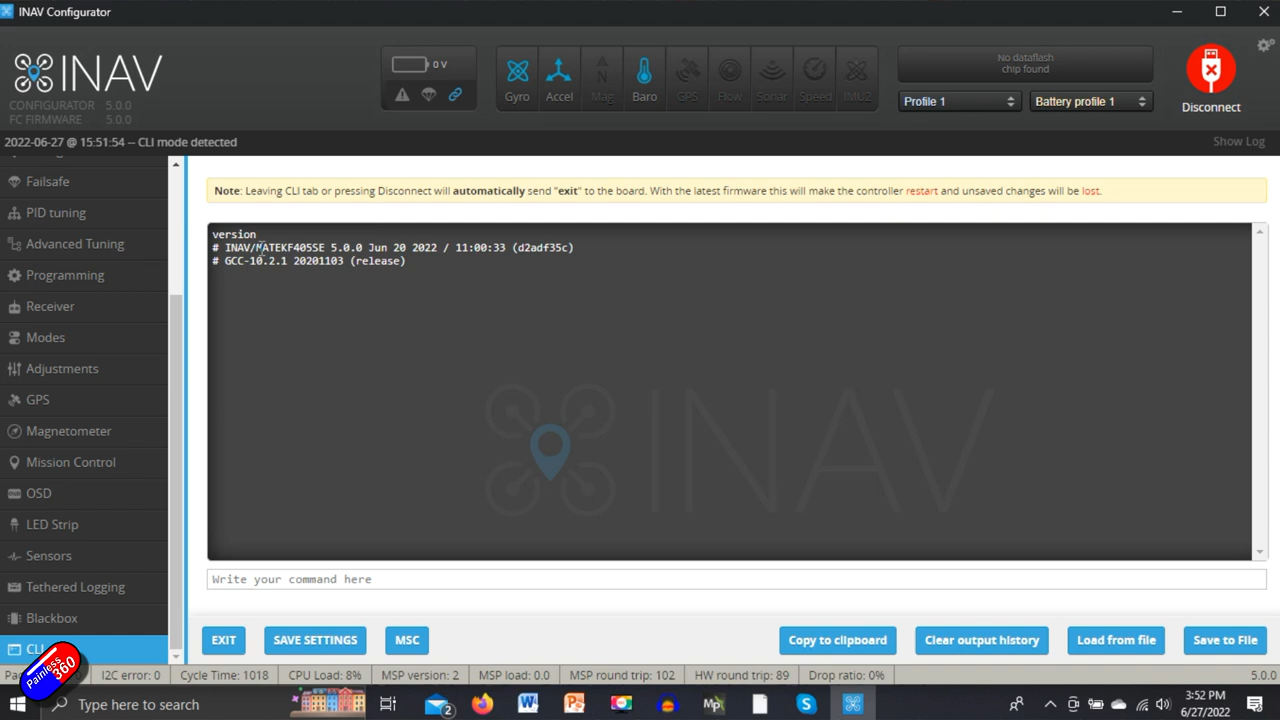 INAV Configurator
INAV
CONFIGURATOR 5.0.0
FC FIRMWARE 5.0.0
0 V
Gyro
Accel
Mag
Baro
GPS
Flow
Sonar
Speed
IMU2
No dataflash
chip found
Profile 1
Battery profile 1
Disconnect
2022-06-27 @ 15:51:54 -- CLI mode detected
Show Log
Failsafe
PID tuning
Advanced Tuning
Programming
Receiver
Modes
Adjustments
GPS
Magnetometer
Mission Control
OSD
LED Strip
Sensors
Tethered Logging
Blackbox
CLI
Note: Leaving CLI tab or pressing Disconnect will automatically send "exit" to the board. With the latest firmware this will make the controller restart and unsaved changes will be lost.
version
# INAV/MATEKF405SE 5.0.0 Jun 20 2022 / 11:00:33 (d2adf35c)
# GCC-10.2.1 20201103 (release)
INAV
Write your command here
EXIT
SAVE SETTINGS
MSC
Copy to clipboard
Clear output history
Load from file
Save to File
Painless360
I2C error: 0
Cycle Time: 1018
CPU Load: 8%
MSP version: 2
MSP load: 0.0
MSP round trip: 102
HW round trip: 89
Drop ratio: 0%
5.0.0
Type here to search
2
Mp
3:52 PM
6/27/2022